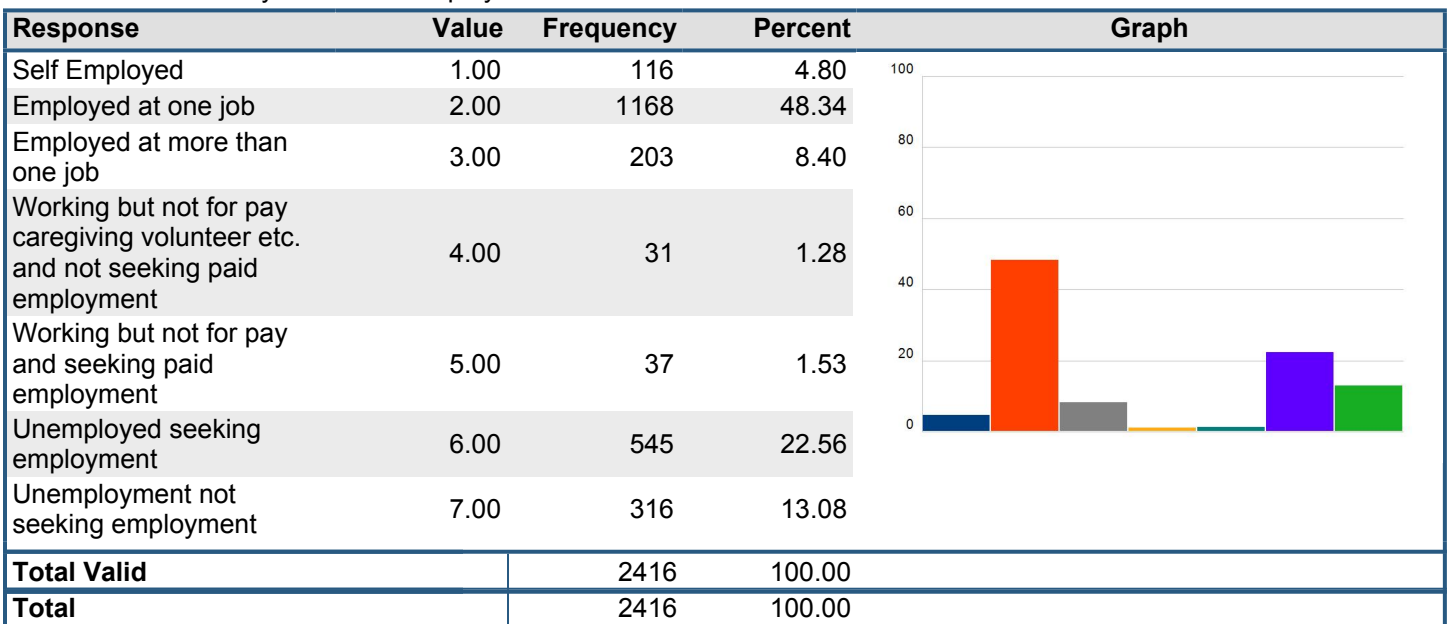 Response Value Frequency Percent Graph
Self Employed 1.00 116 4.80
Employed at one job 2.00 1168 48.34
Employed at more than
one job 3.00 203 8.40
Working but not for pay
caregiving volunteer etc.
and not seeking paid
employment 4.00 31 1.28
Working but not for pay
and seeking paid
employment 5.00 37 1.53
Unemployed seeking
employment 6.00 545 22.56
Unemployment not
seeking employment 7.00 316 13.08
100
80
60
40
20
0
Total Valid 2416 100.00
Total 2416 100.00